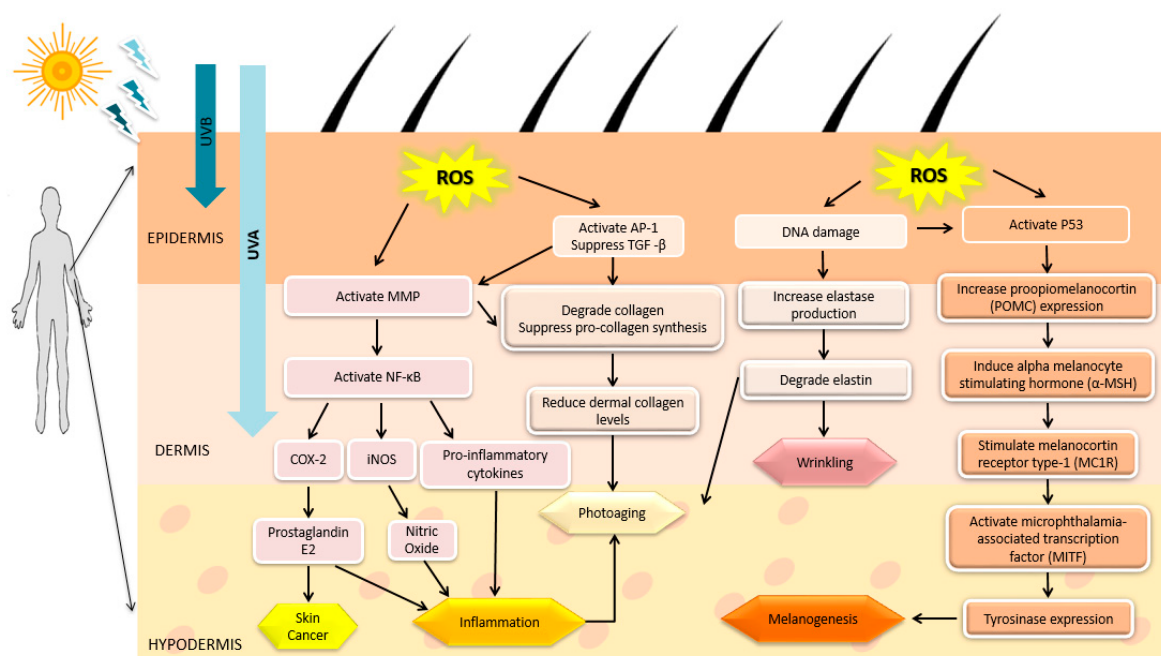 UVB
UVA
EPIDERMIS
DERMIS
HYPODERMIS
ROS
Activate AP-1
Suppress TGF -β
Activate MMP
Degrade collagen
Suppress pro-collagen synthesis
Activate NF-κB
Reduce dermal collagen
levels
COX-2
iNOS
Pro-inflammatory
cytokines
Prostaglandin
E2
Nitric
Oxide
Photoaging
Skin
Cancer
Inflammation
ROS
DNA damage
Activate P53
Increase elastase
production
Degrade elastin
Wrinkling
Increase proopiomelanocortin
(POMC) expression
Induce alpha melanocyte
stimulating hormone (α-MSH)
Stimulate melanocortin
receptor type-1 (MC1R)
Activate microphthalamia-
associated transcription
factor (MITF)
Tyrosinase expression
Melanogenesis